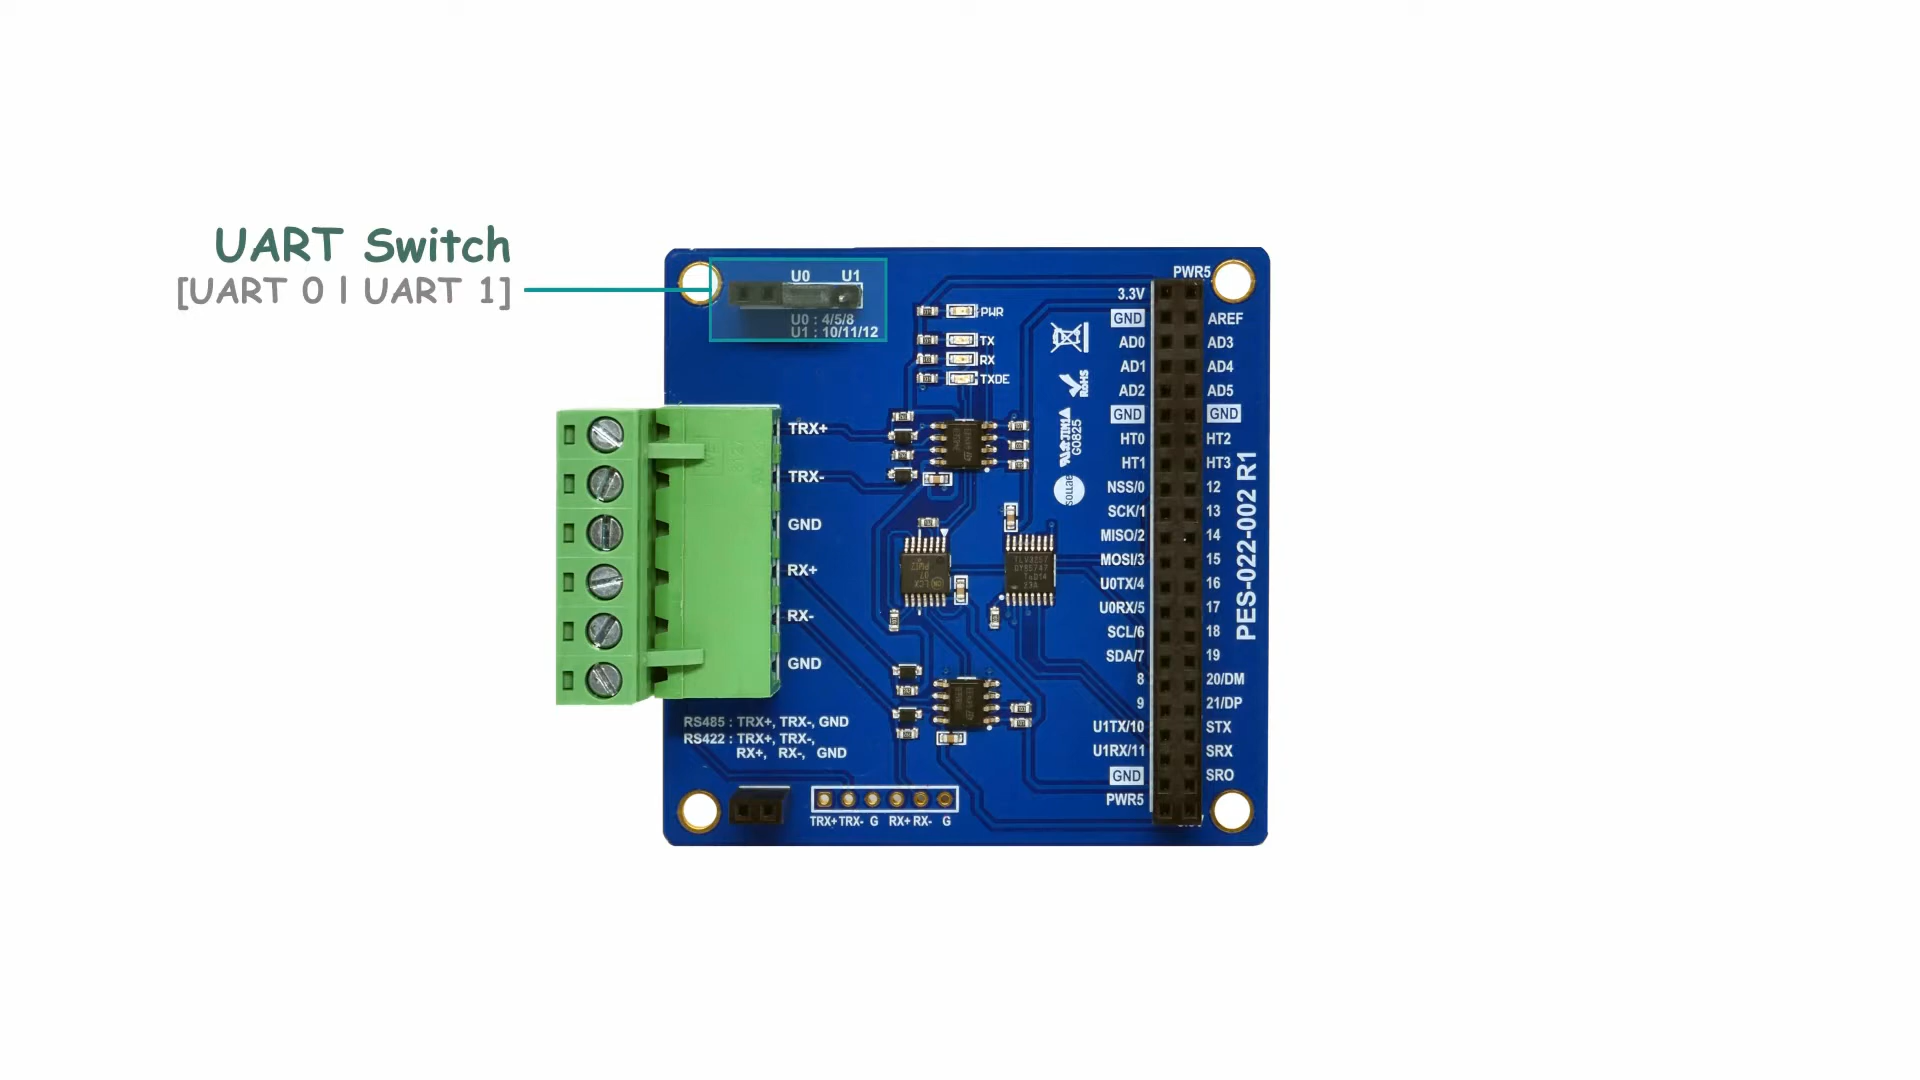 UART Switch
[UART 0 | UART 1]
U0 U1
U0 : 4/5/8
U1 : 10/11/12
PWR
TX
RX
TXDE
TRX+
TRX-
GND
RX+
RX-
GND
RS485 : TRX+, TRX-, GND
RS422 : TRX+, TRX-,
RX+, RX-, GND
TRX+ TRX- G RX+ RX- G
RoHS
G0825
sollae
PWR5
3.3V
GND AREF
AD0 AD3
AD1 AD4
AD2 AD5
GND GND
HT0 HT2
HT1 HT3
NSS/0 12
SCK/1 13
MISO/2 14
MOSI/3 15
U0TX/4 16
U0RX/5 17
SCL/6 18
SDA/7 19
8 20/DM
9 21/DP
U1TX/10 STX
U1RX/11 SRX
GND SRO
PWR5
PES-022-002 R1